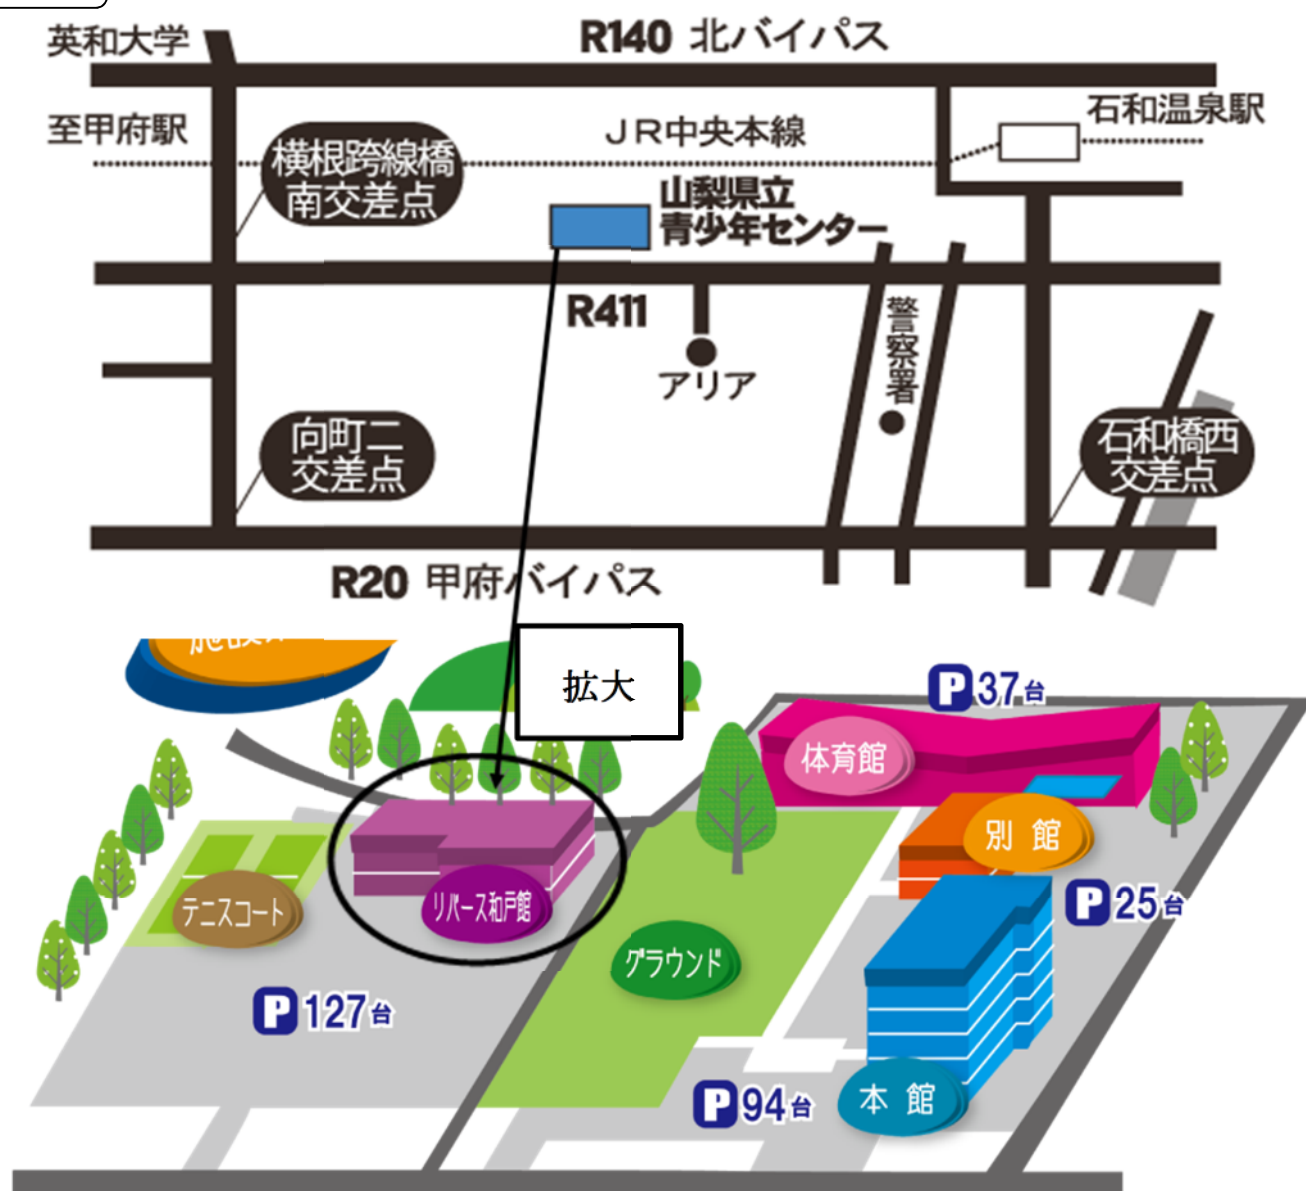 英和大学
R140 北バイパス
石和温泉駅
至甲府駅
JR中央本線
横根跨線橋
南交差点
山梨県立
青少年センター
R411
警察署
アリア
向町二
交差点
石和橋西
交差点
R20 甲府バイパス
拡大
P37台
体育館
別館
P25台
テニスコート
リバース和戸館
グラウンド
P127台
P94台
本館